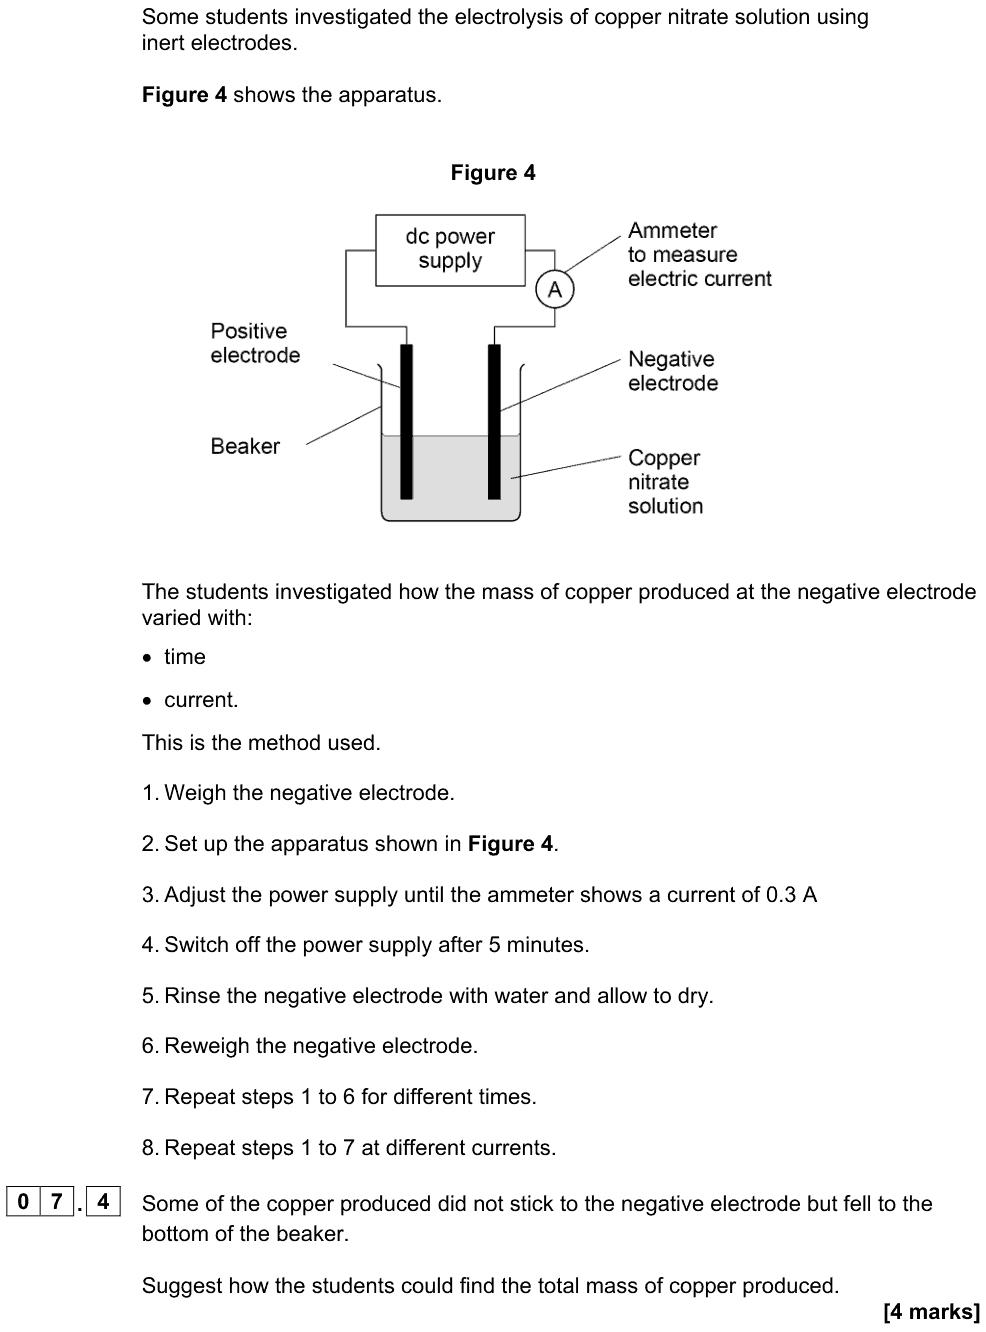 Some students investigated the electrolysis of copper nitrate solution using
inert electrodes.
Figure 4 shows the apparatus.
Figure 4
dc power
supply
Ammeter
to measure
electric current
A
Positive
electrode
Negative
electrode
Beaker
Copper
nitrate
solution
The students investigated how the mass of copper produced at the negative electrode
varied with:
• time
• current.
This is the method used.
1. Weigh the negative electrode.
2. Set up the apparatus shown in Figure 4.
3. Adjust the power supply until the ammeter shows a current of 0.3 A
4. Switch off the power supply after 5 minutes.
5. Rinse the negative electrode with water and allow to dry.
6. Reweigh the negative electrode.
7. Repeat steps 1 to 6 for different times.
8. Repeat steps 1 to 7 at different currents.
0 7 . 4 Some of the copper produced did not stick to the negative electrode but fell to the
bottom of the beaker.
Suggest how the students could find the total mass of copper produced.
[4 marks]